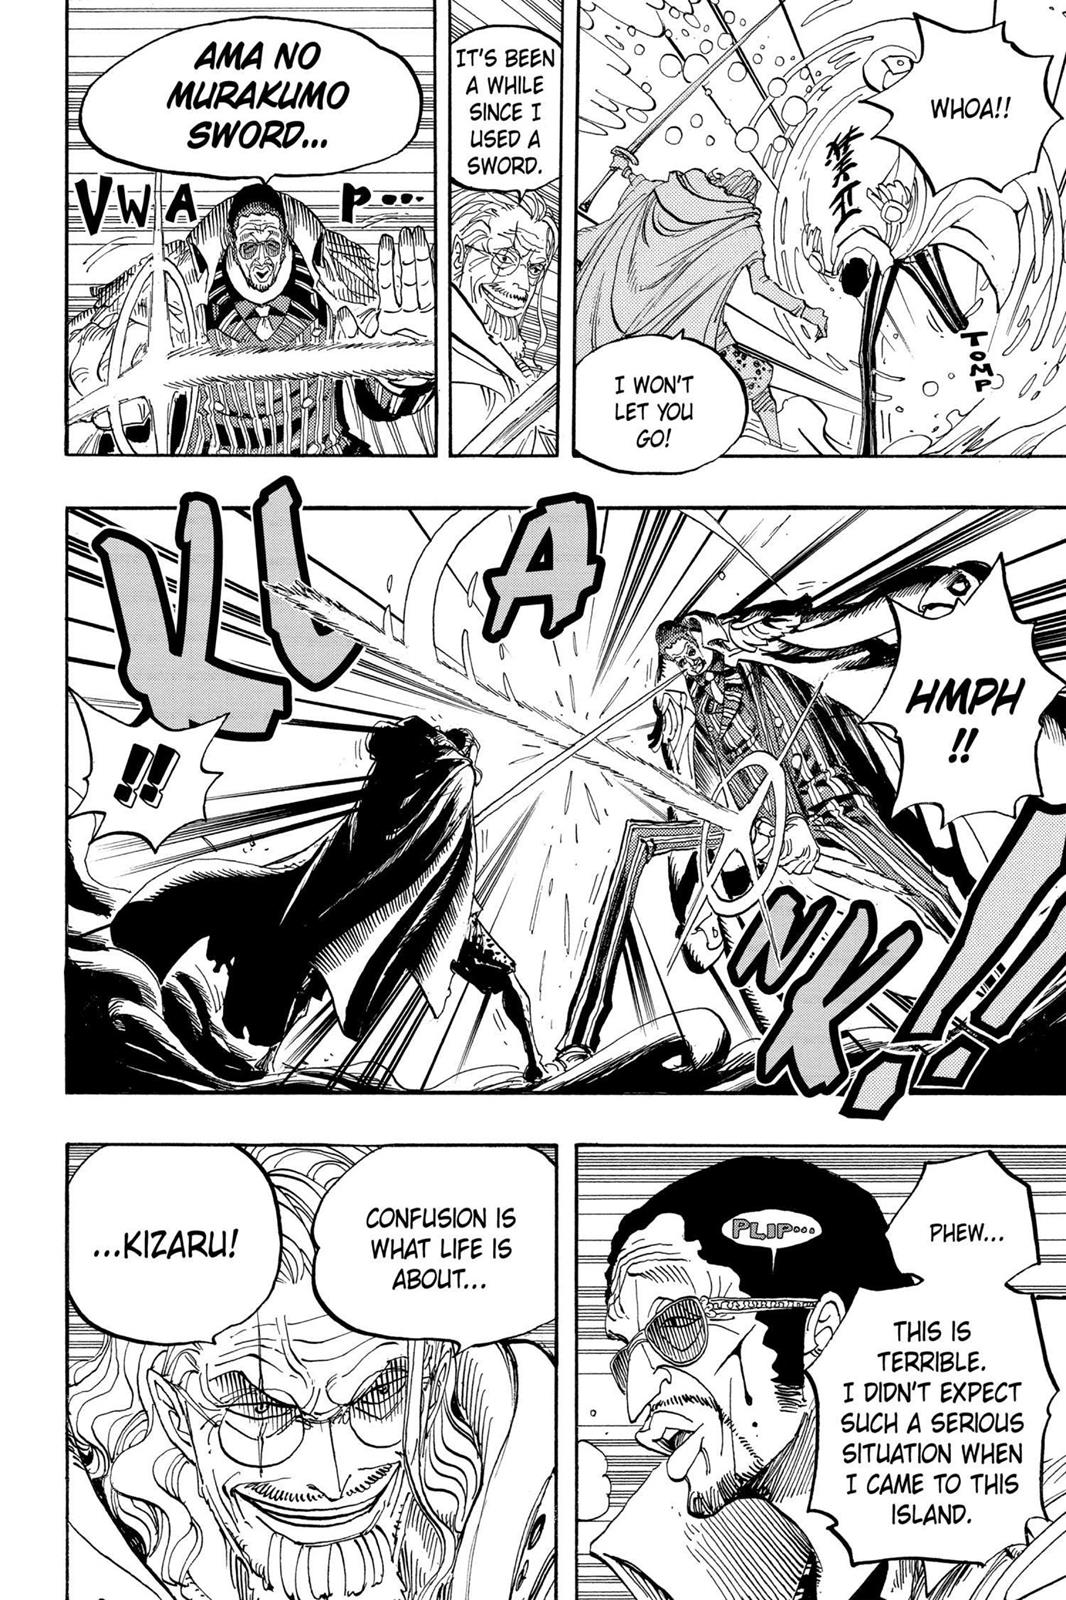 WHOA!!
I WON'T
LET YOU
GO!
TOMP
IT'S BEEN
A WHILE
SINCE I
USED A
SWORD.
AMA NO
MURAKUMO
SWORD...
VWA P...
HMPH
!!
!!
PHEW...
THIS IS
TERRIBLE.
I DIDN'T EXPECT
SUCH A SERIOUS
SITUATION WHEN
I CAME TO THIS
ISLAND.
PLIP...
CONFUSION IS
WHAT LIFE IS
ABOUT...
...KIZARU!